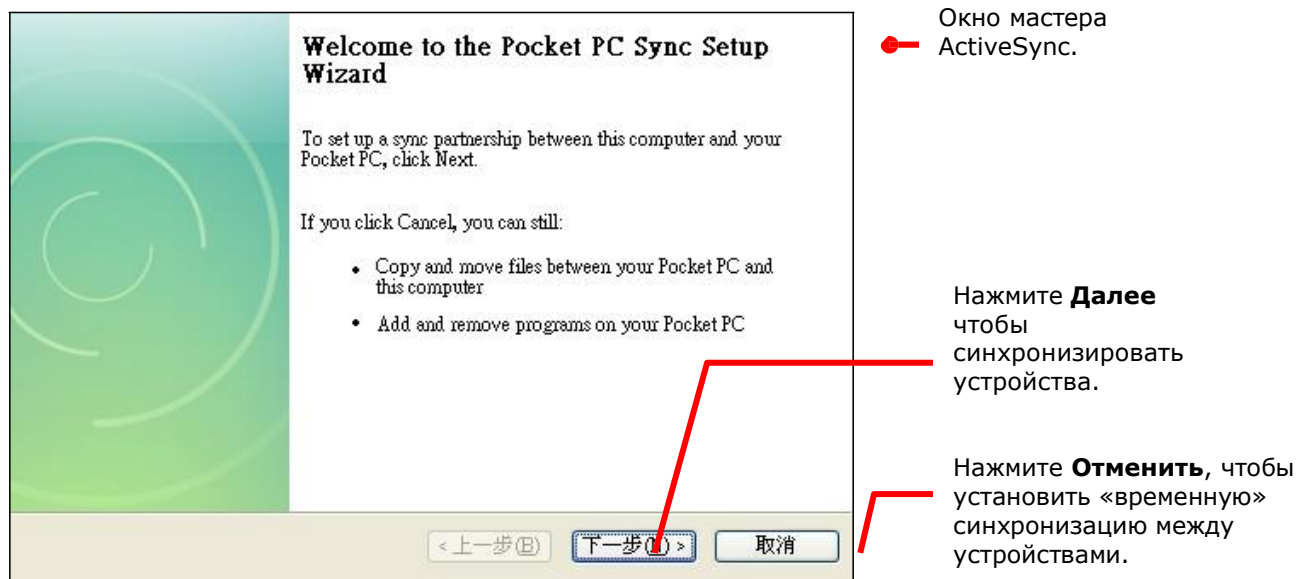 Welcome to the Pocket PC Sync Setup
Wizard
To set up a sync partnership between this computer and your
Pocket PC, click Next.
If you click Cancel, you can still:
• Copy and move files between your Pocket PC and
this computer
• Add and remove programs on your Pocket PC
<上一步(B)
下一步(N)>
取消
Окно мастера
ActiveSync.
Нажмите Далее
чтобы
синхронизировать
устройства.
Нажмите Отменить, чтобы
установить «временную»
синхронизацию между
устройствами.